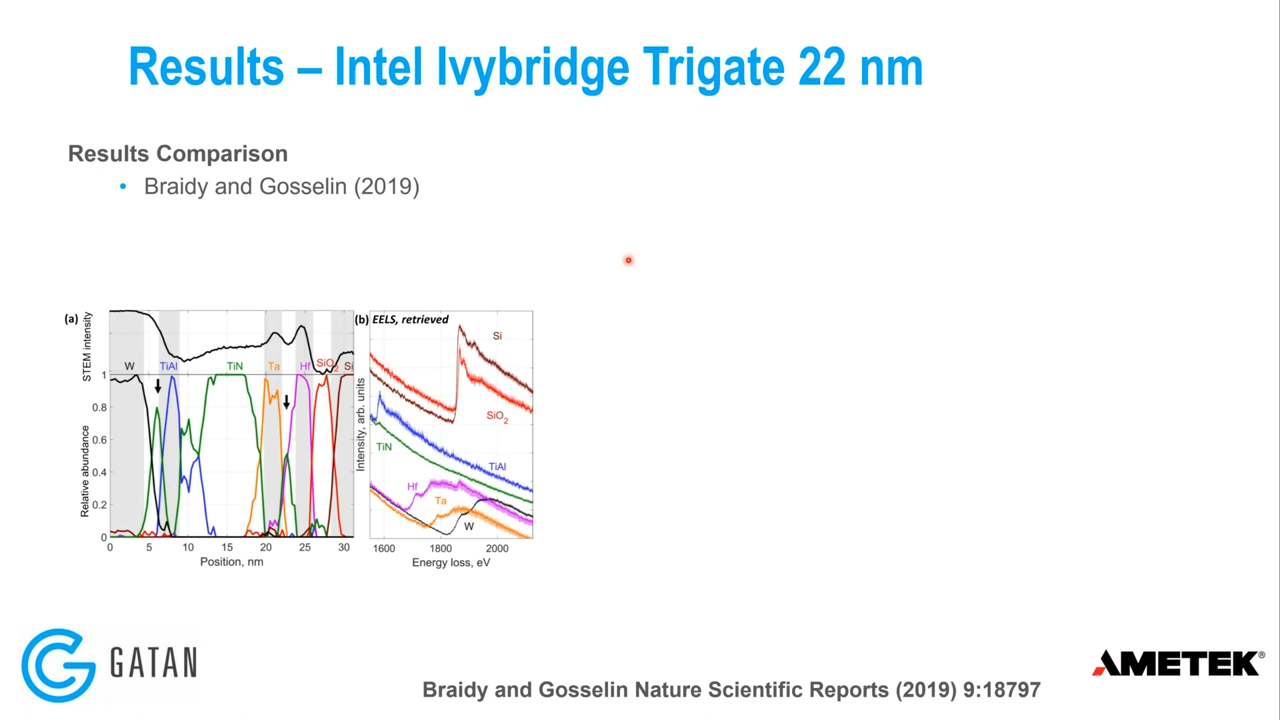 Results – Intel Ivybridge Trigate 22 nm
Results Comparison
• Braidy and Gosselin (2019)
(a)
STEM intensity
W
TiAl
TiN
Ta
Hf
SiO2
Si
1
0.8
0.6
0.4
0.2
0
Relative abundance
0 5 10 15 20 25 30
Position, nm
(b) EELS, retrieved
Intensity, arb. units
Si
SiO2
TiN
TiAl
Hf
Ta
W
1600 1800 2000
Energy loss, eV
GATAN
Braidy and Gosselin Nature Scientific Reports (2019) 9:18797
AMETEK®